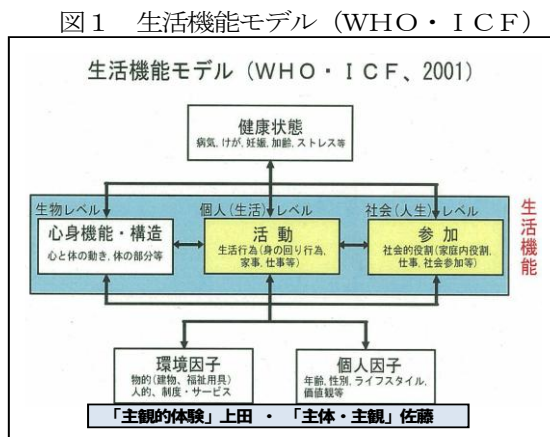 図１　生活機能モデル（WHO・ＩＣＦ）
生活機能モデル（WHO・ＩＣＦ、2001）
健康状態
病気, けが, 妊娠, 加齢, ストレス等
生物レベル
個人（生活）レベル
社会（人生）レベル
心身機能・構造
心と体の動き, 体の部分等
活 動
生活行為（身の回り行為,
家事, 仕事等）
参 加
社会的役割（家庭内役割,
仕事, 社会参加等）
生活機能
環境因子
物的（建物、福祉用具）
人的、制度・サービス
個人因子
年齢, 性別, ライフスタイル,
価値観等
「主観的体験」上田　・　「主体・主観」佐藤